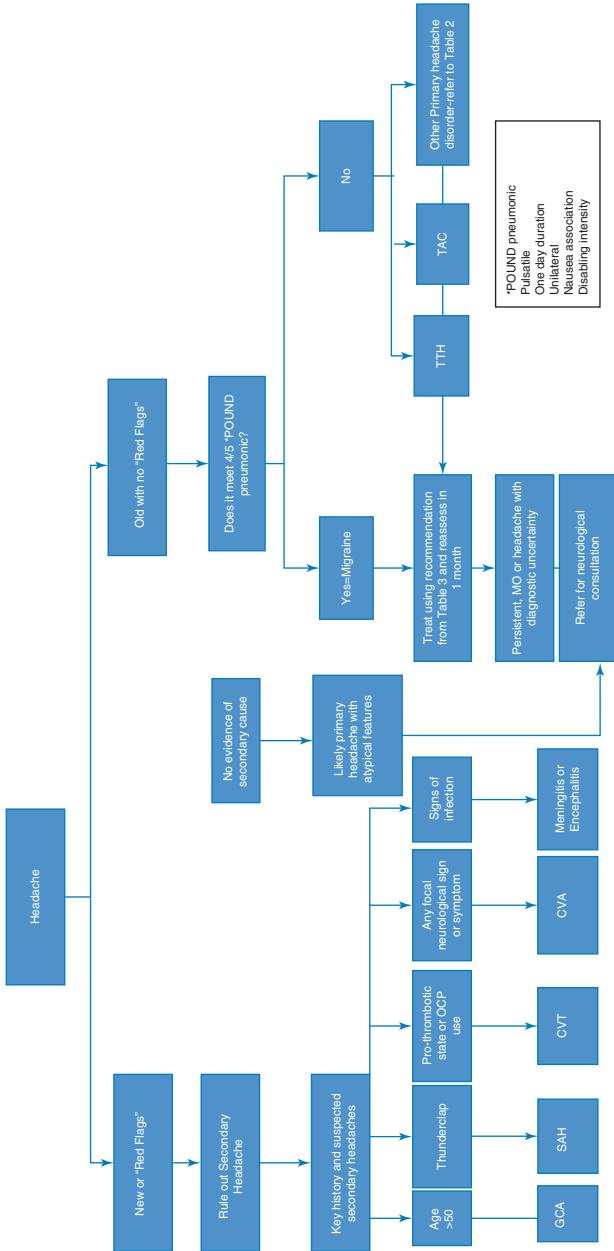 Headache
New or "Red Flags"
Old with no "Red Flags"
Rule out Secondary
Headache
No evidence of
secondary cause
Does it meet 4/5 *POUND
pneumonic?
Key history and suspected
secondary headaches
Likely primary
headache with
atypical features
Yes=Migraine
No
Age
>50
Thunderclap
Pro-thrombotic
state or OCP
use
Any focal
neurological sign
or symptom
Signs of
infection
Treat using recommendation
from Table 3 and reassess in
1 month
TTH
TAC
Other Primary headache
disorder-refer to Table 2
GCA
SAH
CVT
CVA
Meningitis or
Encephalitis
Persistent, MO or headache with
diagnostic uncertainty
Refer for neurological
consultation
*POUND pneumonic
Pulsatile
One day duration
Unilateral
Nausea association
Disabling intensity